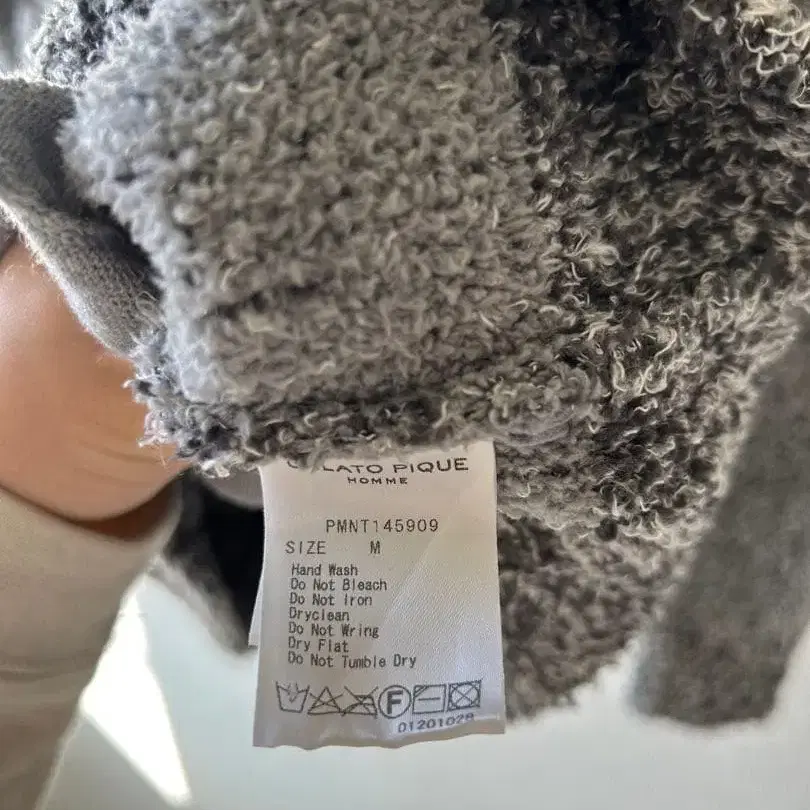 GELATO PIQUE
HOMME
PMNT145909
SIZE M
Hand Wash
Do Not Bleach
Do Not Iron
Dryclean
Do Not Wring
Dry Flat
Do Not Tumble Dry
F
01201028